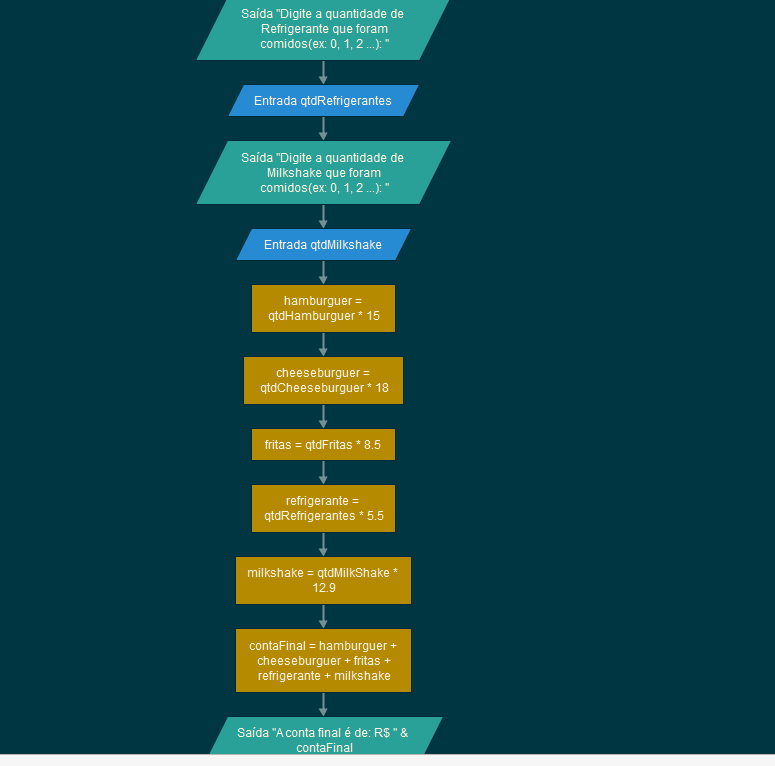 Saída "Digite a quantidade de
Refrigerante que foram
comidos(ex: 0, 1, 2 ...): "
Entrada qtdRefrigerantes
Saída "Digite a quantidade de
Milkshake que foram
comidos(ex: 0, 1, 2 ...): "
Entrada qtdMilkshake
hamburguer =
qtdHamburguer * 15
cheeseburguer =
qtdCheeseburguer * 18
fritas = qtdFritas * 8.5
refrigerante =
qtdRefrigerantes * 5.5
milkshake = qtdMilkShake *
12.9
contaFinal = hamburguer +
cheeseburguer + fritas +
refrigerante + milkshake
Saída "A conta final é de: R$ " &
contaFinal